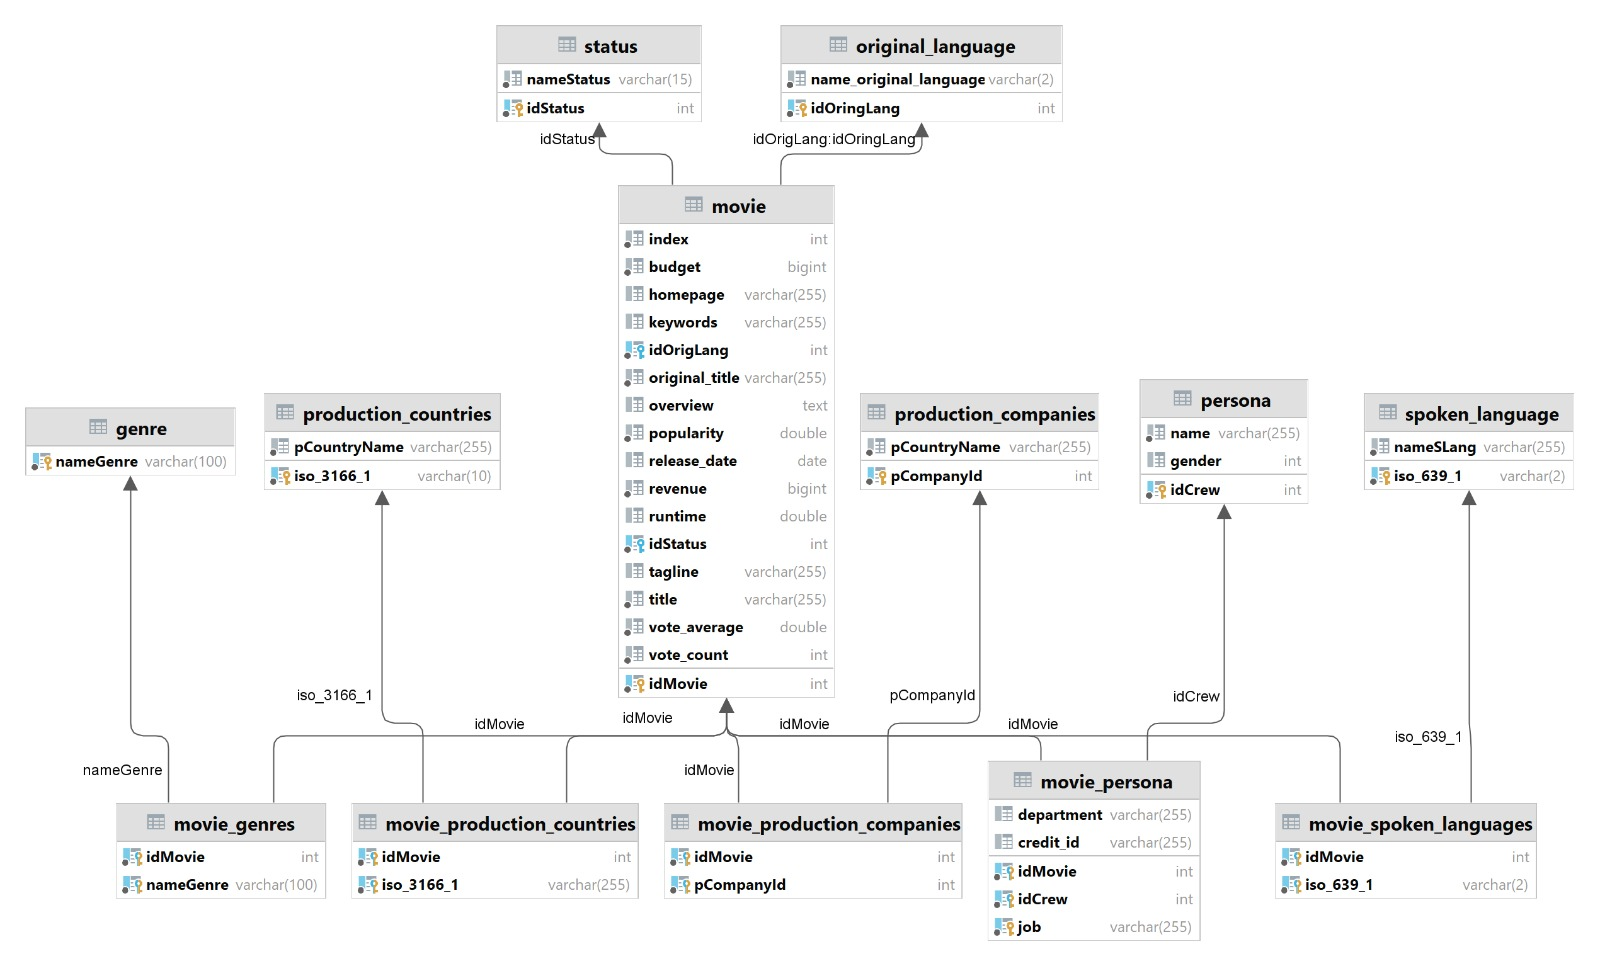 status
nameStatus varchar(15)
idStatus int
original_language
name_original_language varchar(2)
idOringLang int
idStatus
idOrigLang:idOringLang
movie
index int
budget bigint
homepage varchar(255)
keywords varchar(255)
idOrigLang int
original_title varchar(255)
overview text
popularity double
release_date date
revenue bigint
runtime double
idStatus int
tagline varchar(255)
title varchar(255)
vote_average double
vote_count int
idMovie int
genre
nameGenre varchar(100)
production_countries
pCountryName varchar(255)
iso_3166_1 varchar(10)
production_companies
pCountryName varchar(255)
pCompanyId int
persona
name varchar(255)
gender int
idCrew int
spoken_language
nameSLang varchar(255)
iso_639_1 varchar(2)
iso_3166_1
pCompanyId
idCrew
iso_639_1
idMovie
idMovie
idMovie
idMovie
nameGenre
idMovie
movie_genres
idMovie int
nameGenre varchar(100)
movie_production_countries
idMovie int
iso_3166_1 varchar(255)
movie_production_companies
idMovie int
pCompanyId int
movie_persona
department varchar(255)
credit_id varchar(255)
idMovie int
idCrew int
job varchar(255)
movie_spoken_languages
idMovie int
iso_639_1 varchar(2)